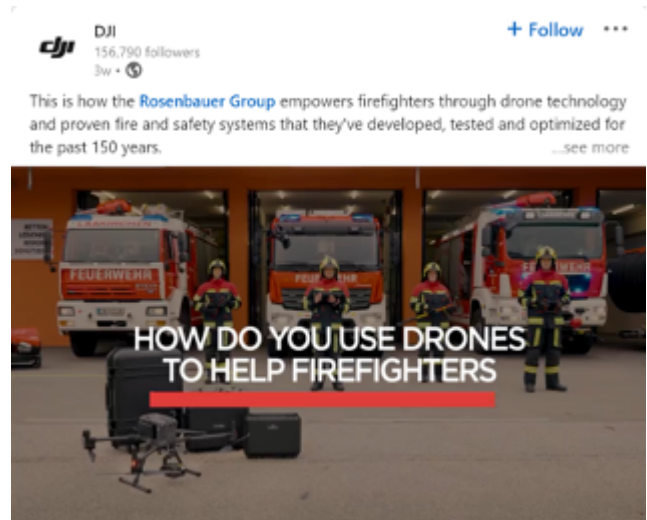 DJI
156,790 followers
3w •
+ Follow •••
This is how the Rosenbauer Group empowers firefighters through drone technology
and proven fire and safety systems that they've developed, tested and optimized for
the past 150 years.
...see more
FEUERWEHR
FEUERWEHR
HOW DO YOU USE DRONES
TO HELP FIREFIGHTERS